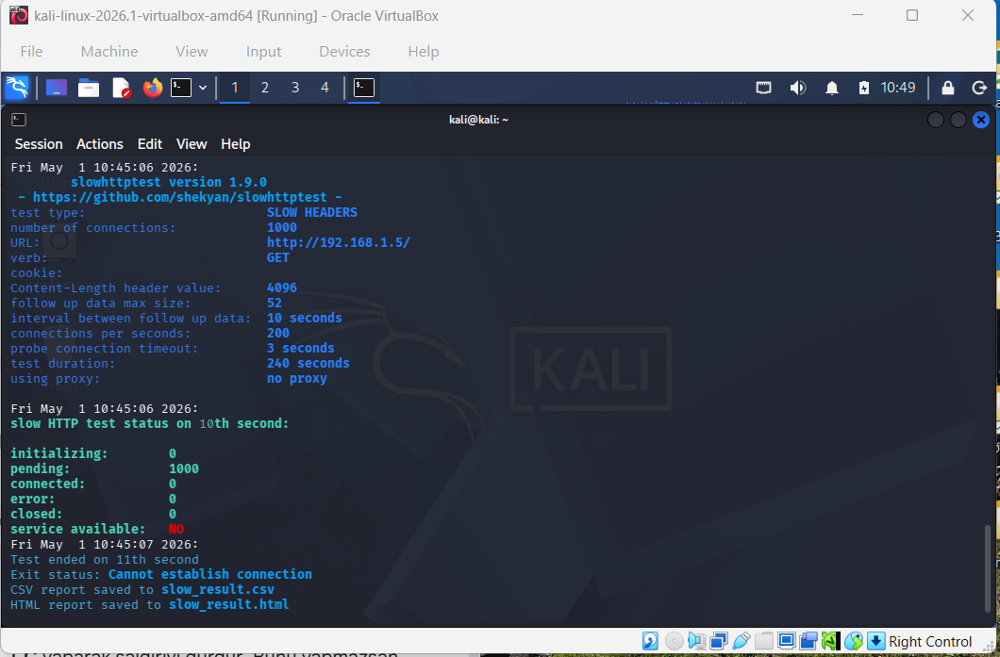 kali-linux-2026.1-virtualbox-amd64 [Running] - Oracle VirtualBox
File Machine View Input Devices Help
1 2 3 4 10:49
kali@kali: ~
Session Actions Edit View Help
Fri May  1 10:45:06 2026:
        slowhttptest version 1.9.0
 - https://github.com/shekyan/slowhttptest -
test type:                        SLOW HEADERS
number of connections:            1000
URL:                              http://192.168.1.5/
verb:                             GET
cookie:
Content-Length header value:      4096
follow up data max size:          52
interval between follow up data:  10 seconds
connections per seconds:          200
probe connection timeout:         3 seconds
test duration:                    240 seconds
using proxy:                      no proxy
Fri May  1 10:45:06 2026:
slow HTTP test status on 10th second:
initializing:        0
pending:             1000
connected:           0
error:               0
closed:              0
service available:   NO
Fri May  1 10:45:07 2026:
Test ended on 11th second
Exit status: Cannot establish connection
CSV report saved to slow_result.csv
HTML report saved to slow_result.html
KALI
Right Control